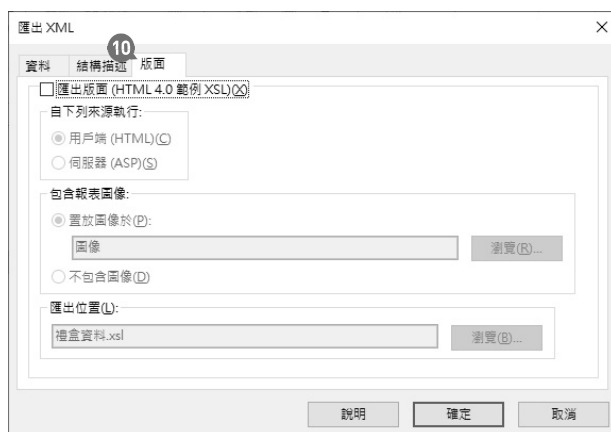 匯出 XML
10
資料 結構描述 版面
匯出版面 (HTML 4.0 範例 XSL)(X)
自下列來源執行:
用戶端 (HTML)(C)
伺服器 (ASP)(S)
包含報表圖像:
置放圖像於(P):
圖像 瀏覽(R)...
不包含圖像(D)
匯出位置(L):
禮盒資料.xsl 瀏覽(B)...
說明 確定 取消